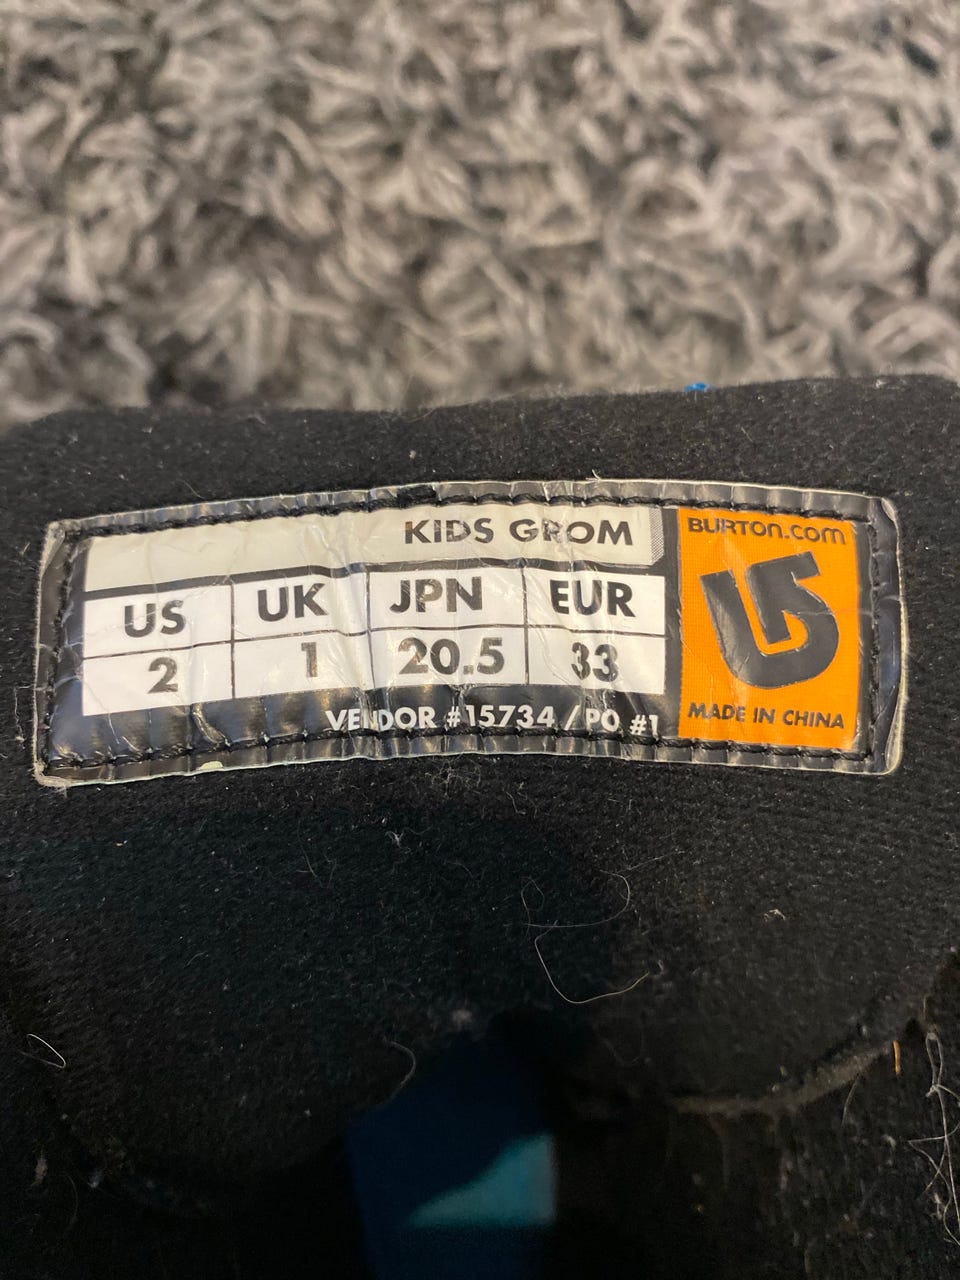 KIDS GROM
US UK JPN EUR
2 1 20.5 33
VENDOR #15734 / PO #1
BURTON.COM
MADE IN CHINA